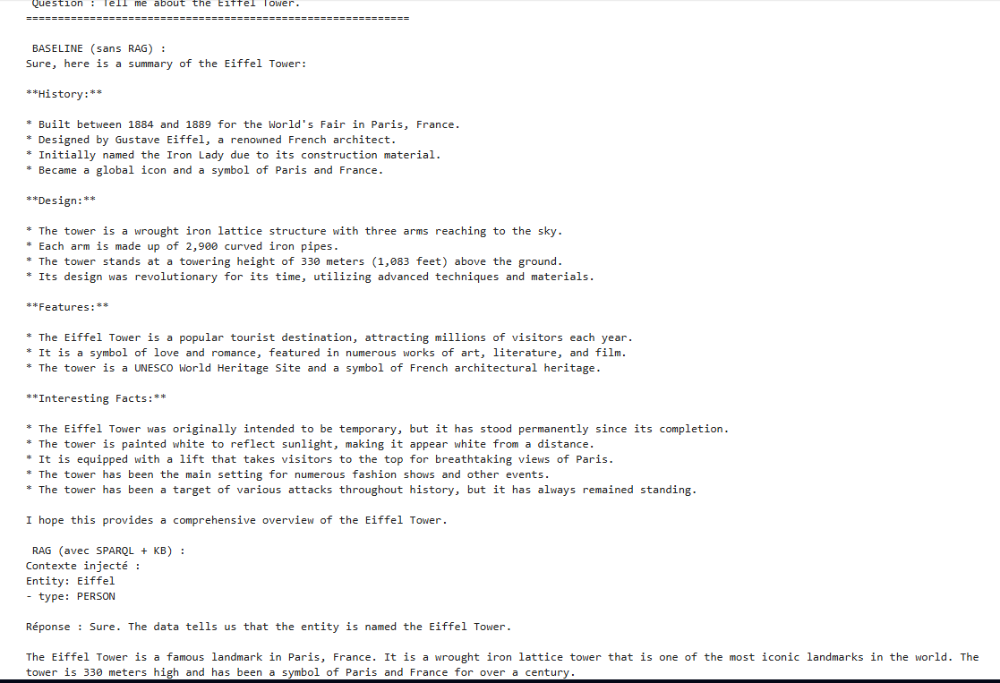 Question : Tell me about the Eiffel Tower.
============================================================
BASELINE (sans RAG) :
Sure, here is a summary of the Eiffel Tower:
**History:**
* Built between 1884 and 1889 for the World's Fair in Paris, France.
* Designed by Gustave Eiffel, a renowned French architect.
* Initially named the Iron Lady due to its construction material.
* Became a global icon and a symbol of Paris and France.
**Design:**
* The tower is a wrought iron lattice structure with three arms reaching to the sky.
* Each arm is made up of 2,900 curved iron pipes.
* The tower stands at a towering height of 330 meters (1,083 feet) above the ground.
* Its design was revolutionary for its time, utilizing advanced techniques and materials.
**Features:**
* The Eiffel Tower is a popular tourist destination, attracting millions of visitors each year.
* It is a symbol of love and romance, featured in numerous works of art, literature, and film.
* The tower is a UNESCO World Heritage Site and a symbol of French architectural heritage.
**Interesting Facts:**
* The Eiffel Tower was originally intended to be temporary, but it has stood permanently since its completion.
* The tower is painted white to reflect sunlight, making it appear white from a distance.
* It is equipped with a lift that takes visitors to the top for breathtaking views of Paris.
* The tower has been the main setting for numerous fashion shows and other events.
* The tower has been a target of various attacks throughout history, but it has always remained standing.
I hope this provides a comprehensive overview of the Eiffel Tower.
RAG (avec SPARQL + KB) :
Contexte injecté :
Entity: Eiffel
- type: PERSON
Réponse : Sure. The data tells us that the entity is named the Eiffel Tower.
The Eiffel Tower is a famous landmark in Paris, France. It is a wrought iron lattice tower that is one of the most iconic landmarks in the world. The
tower is 330 meters high and has been a symbol of Paris and France for over a century.